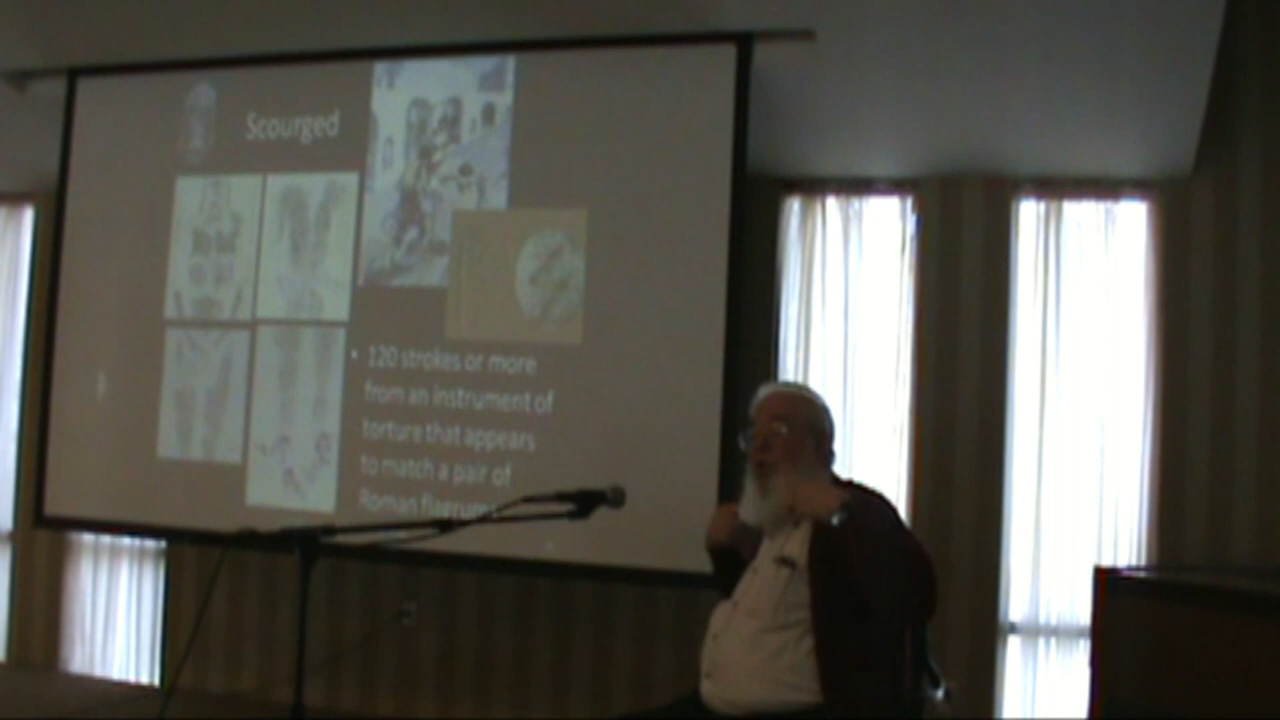 Scourged
• 120 strokes or more
from an instrument of
torture that appears
to match a pair of
Roman